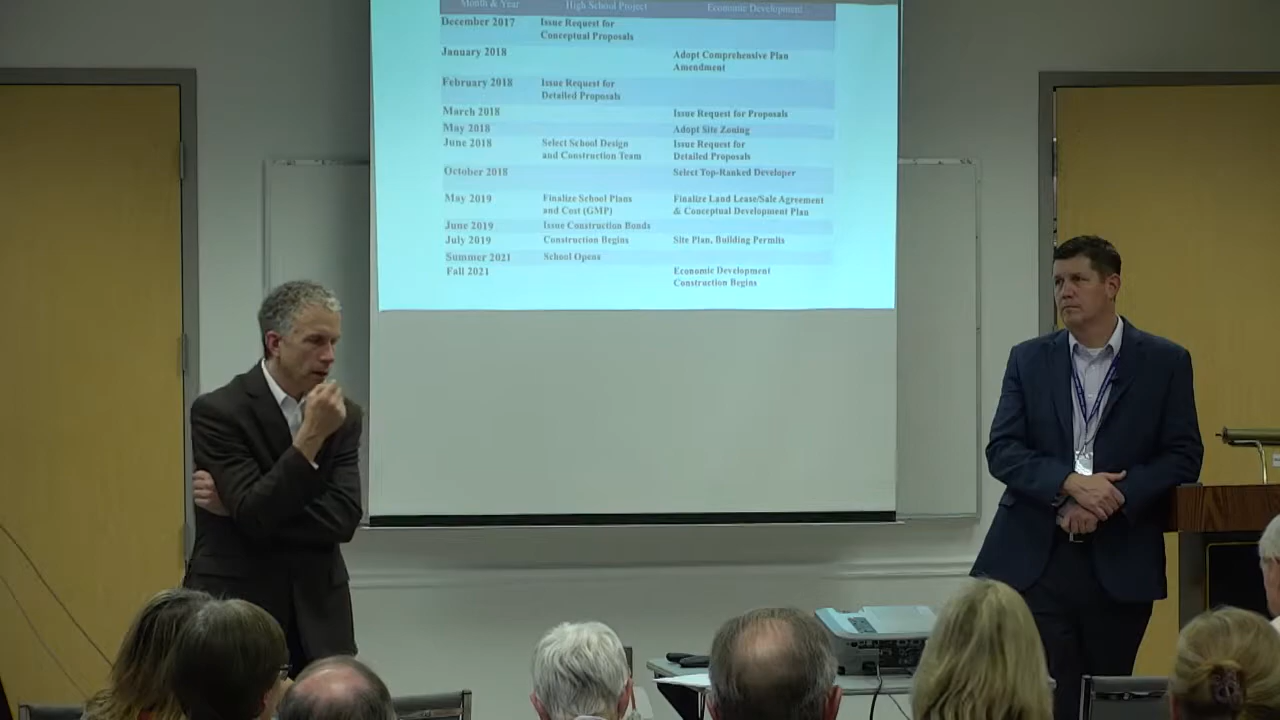 Month & Year High School Project Economic Development
December 2017 Issue Request for
Conceptual Proposals
January 2018 Adopt Comprehensive Plan
Amendment
February 2018 Issue Request for
Detailed Proposals
March 2018 Issue Request for Proposals
May 2018 Adopt Site Zoning
June 2018 Select School Design Issue Request for
and Construction Team Detailed Proposals
October 2018 Select Top-Ranked Developer
May 2019 Finalize School Plans Finalize Land Lease/Sale Agreement
and Cost (GMP) & Conceptual Development Plan
June 2019 Issue Construction Bonds
July 2019 Construction Begins Site Plan, Building Permits
Summer 2021 School Opens
Fall 2021 Economic Development
Construction Begins